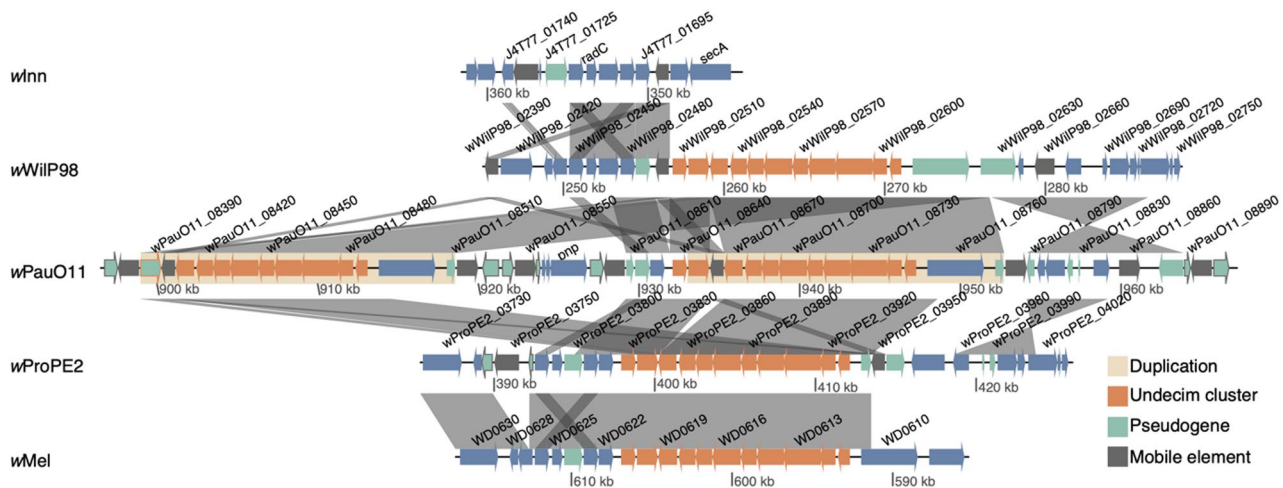 J4T77_01740
J4T77_01725
radC
J4T77_01695
secA
wInn
360 kb
350 kb
wWilP98_02390
wWilP98_02420
wWilP98_02450
wWilP98_02480
wWilP98_02510
wWilP98_02540
wWilP98_02570
wWilP98_02600
wWilP98_02630
wWilP98_02660
wWilP98_02690
wWilP98_02720
wWilP98_02750
wWilP98
250 kb
260 kb
270 kb
280 kb
wPauO11_08390
wPauO11_08420
wPauO11_08450
wPauO11_08480
wPauO11_08510
wPauO11_08550
pnp
wPauO11_08610
wPauO11_08640
wPauO11_08670
wPauO11_08700
wPauO11_08730
wPauO11_08760
wPauO11_08790
wPauO11_08830
wPauO11_08860
wPauO11_08890
wPauO11
900 kb
910 kb
920 kb
930 kb
940 kb
950 kb
960 kb
wProPE2_03730
wProPE2_03750
wProPE2_03800
wProPE2_03830
wProPE2_03860
wProPE2_03890
wProPE2_03920
wProPE2_03950
wProPE2_03980
wProPE2_03990
wProPE2_04020
wProPE2
390 kb
400 kb
410 kb
420 kb
Duplication
Undecim cluster
Pseudogene
Mobile element
WD0630
WD0628
WD0625
WD0622
WD0619
WD0616
WD0613
WD0610
wMel
610 kb
600 kb
590 kb